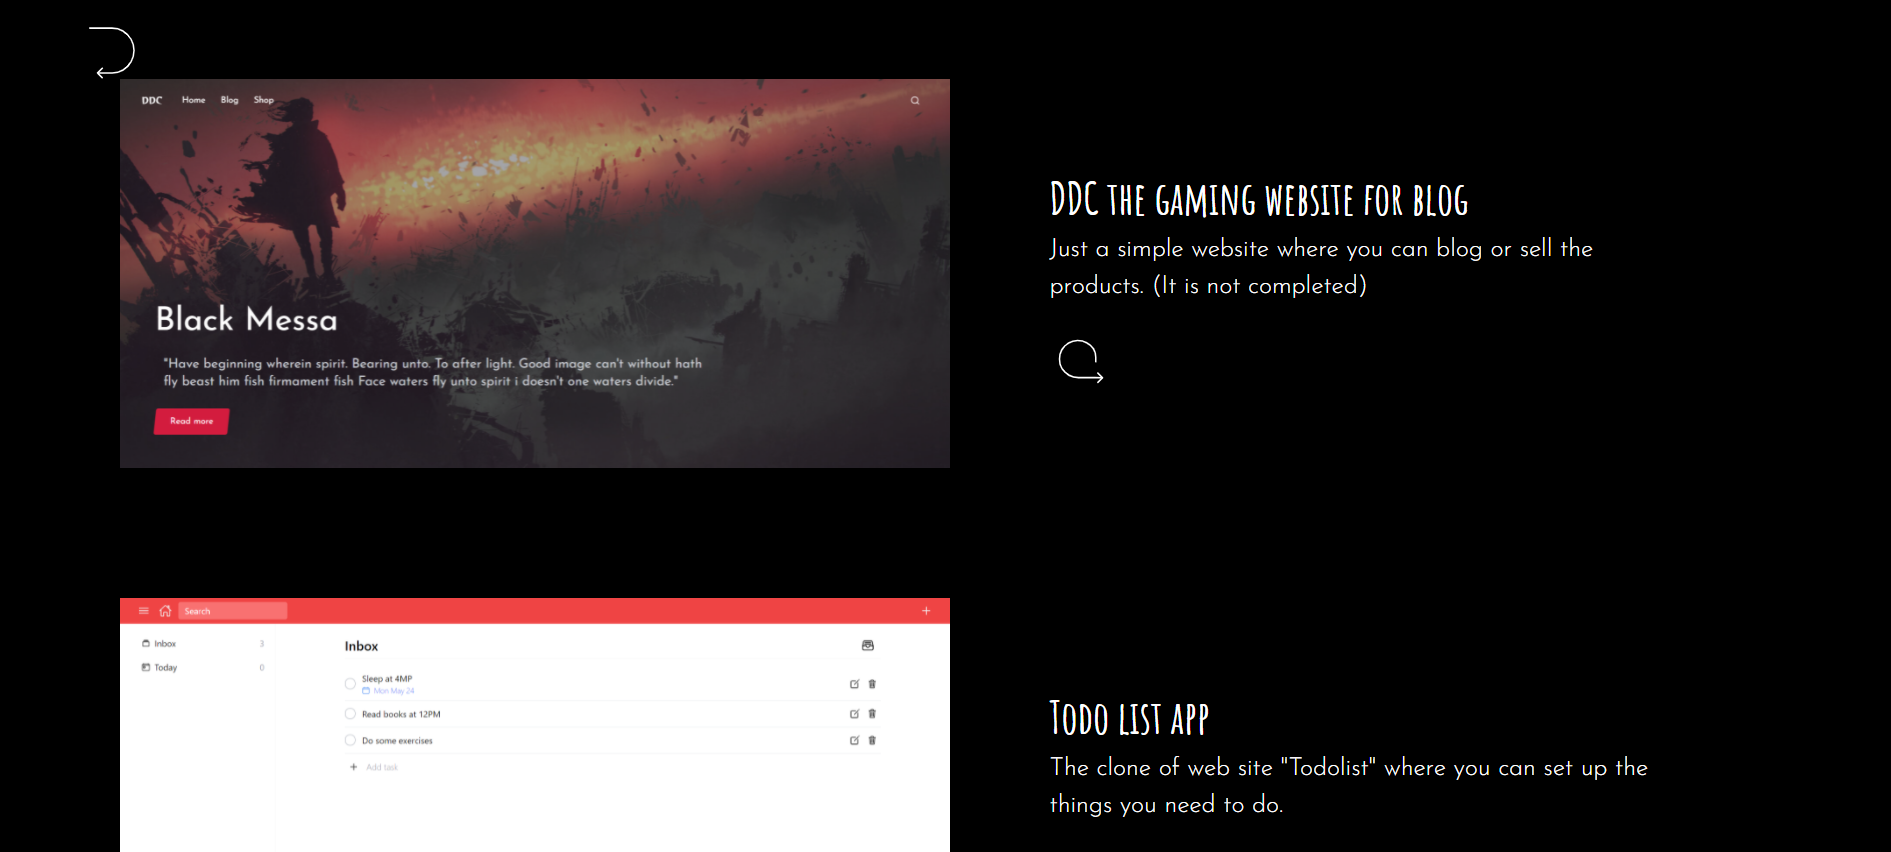 DDC Home Blog Shop
Black Messa
"Have beginning wherein spirit. Bearing unto. To after light. Good image can't without hath
fly beast him fish firmament fish Face waters fly unto spirit i doesn't one waters divide."
Read more
DDC the gaming website for blog
Just a simple website where you can blog or sell the
products. (It is not completed)
Search
Inbox 3
Today 0
Inbox
Sleep at 4MP
Mon May 24
Read books at 12PM
Do some exercises
Add task
Todo list app
The clone of web site "Todolist" where you can set up the
things you need to do.